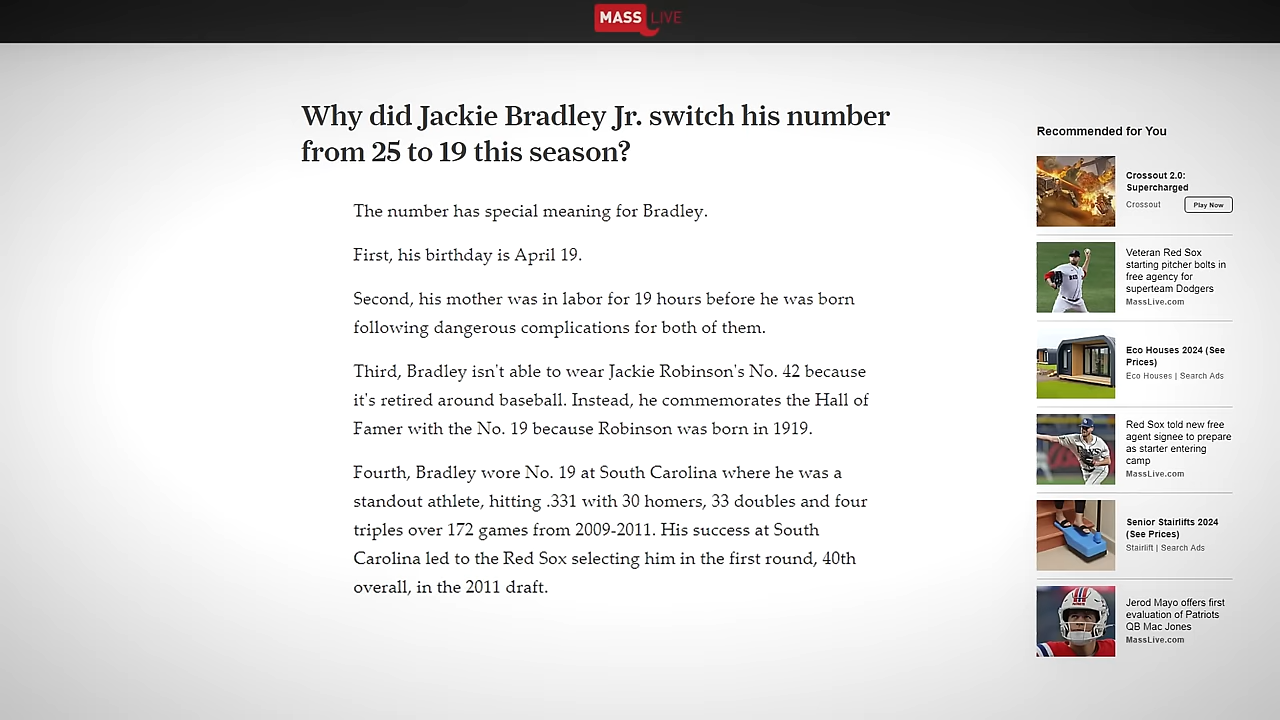 MASS LIVE
Why did Jackie Bradley Jr. switch his number
from 25 to 19 this season?
The number has special meaning for Bradley.
First, his birthday is April 19.
Second, his mother was in labor for 19 hours before he was born
following dangerous complications for both of them.
Third, Bradley isn't able to wear Jackie Robinson's No. 42 because
it's retired around baseball. Instead, he commemorates the Hall of
Famer with the No. 19 because Robinson was born in 1919.
Fourth, Bradley wore No. 19 at South Carolina where he was a
standout athlete, hitting .331 with 30 homers, 33 doubles and four
triples over 172 games from 2009-2011. His success at South
Carolina led to the Red Sox selecting him in the first round, 40th
overall, in the 2011 draft.
Recommended for You
Crossout 2.0:
Supercharged
Crossout
Play Now
Veteran Red Sox
starting pitcher bolts in
free agency for
superteam Dodgers
MassLive.com
Eco Houses 2024 (See
Prices)
Eco Houses | Search Ads
Red Sox told new free
agent signee to prepare
as starter entering
camp
MassLive.com
Senior Stairlifts 2024
(See Prices)
Stairlift | Search Ads
Jerod Mayo offers first
evaluation of Patriots
QB Mac Jones
MassLive.com